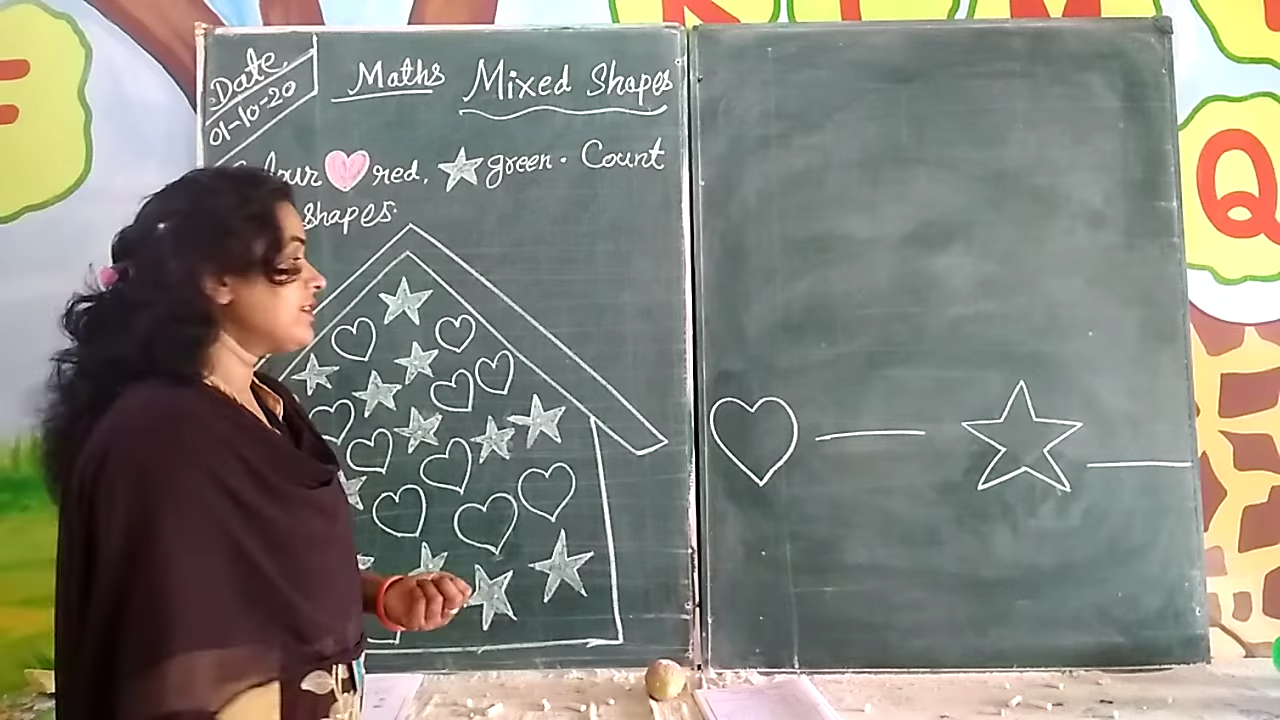 Date
01-10-20
Maths Mixed Shapes
red, green. Count
shapes.
Q